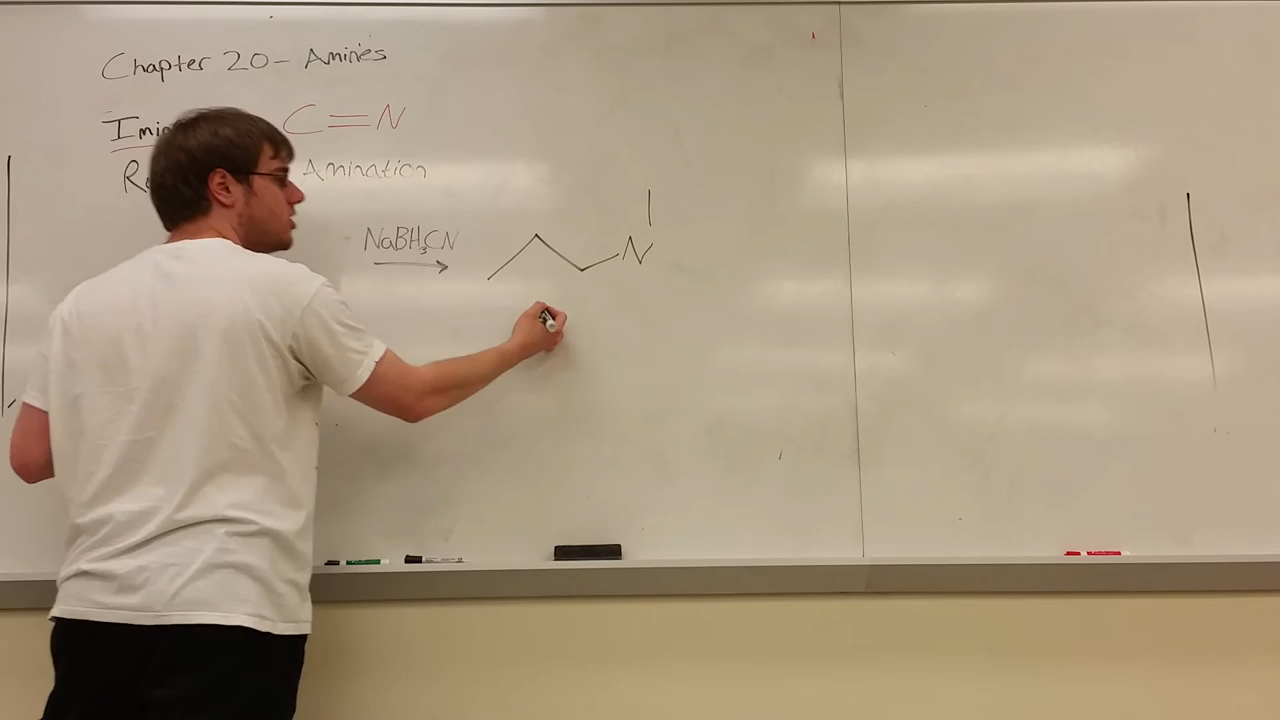 Chapter 20 - Amines
C=N
Amination
NaBH₃CN
N